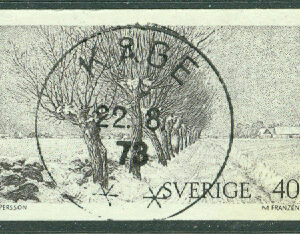 KÅGE
22. 8.
73
SVERIGE 40
PERSSON
FRANZÉN